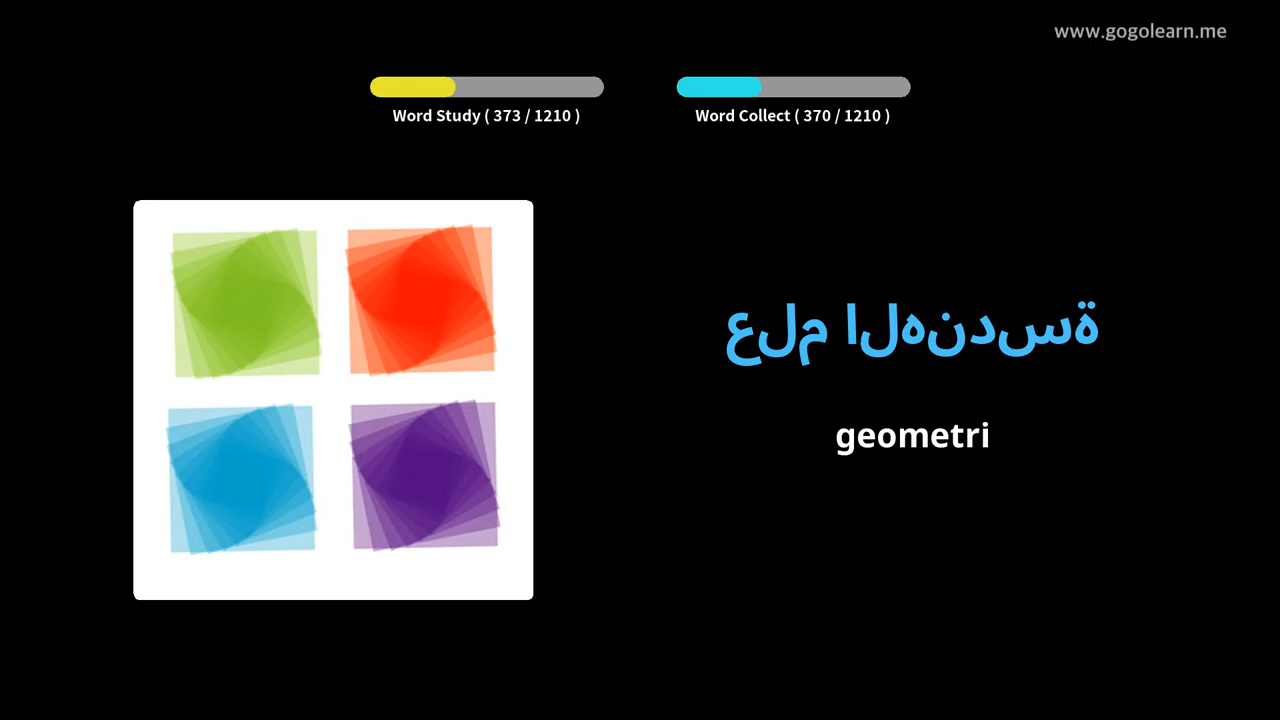 www.gogolearn.me
Word Study ( 373 / 1210 )
Word Collect ( 370 / 1210 )
علم الهندسة
geometri